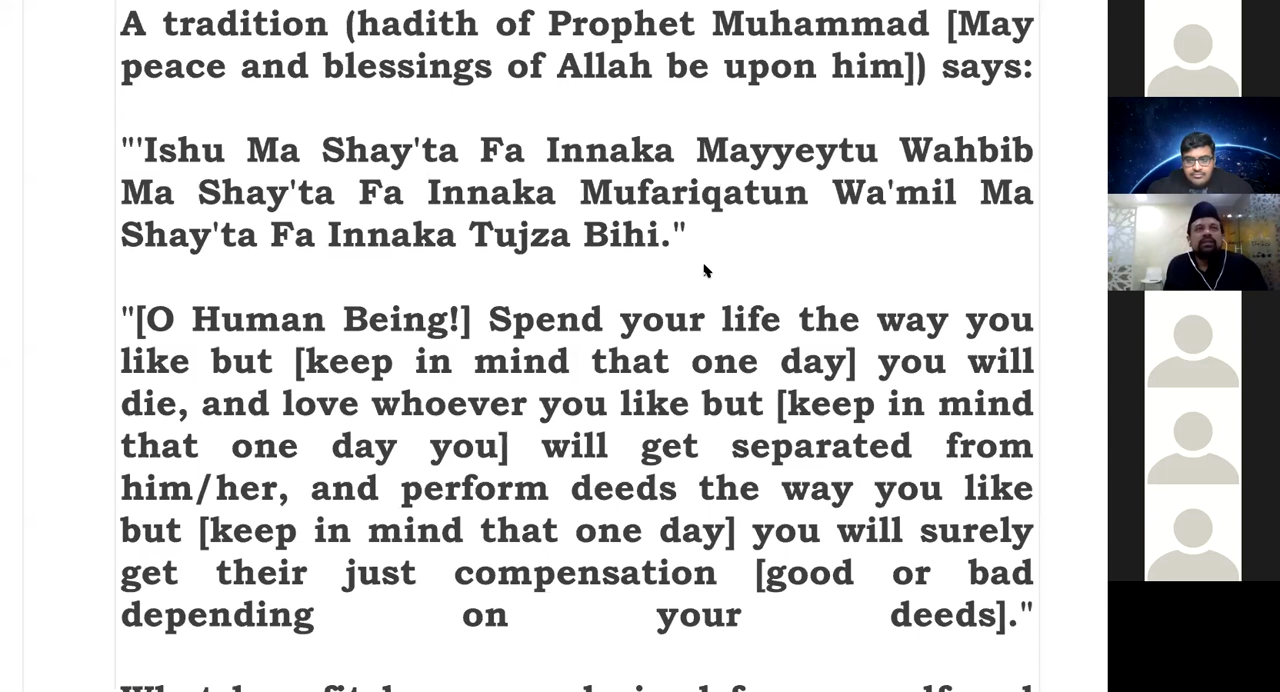 A tradition (hadith of Prophet Muhammad [May
peace and blessings of Allah be upon him]) says:
"'Ishu Ma Shay'ta Fa Innaka Mayyeytu Wahbib
Ma Shay'ta Fa Innaka Mufariqatun Wa'mil Ma
Shay'ta Fa Innaka Tujza Bihi."
"[O Human Being!] Spend your life the way you
like but [keep in mind that one day] you will
die, and love whoever you like but [keep in mind
that one day you] will get separated from
him/her, and perform deeds the way you like
but [keep in mind that one day] you will surely
get their just compensation [good or bad
depending on your deeds]."
What